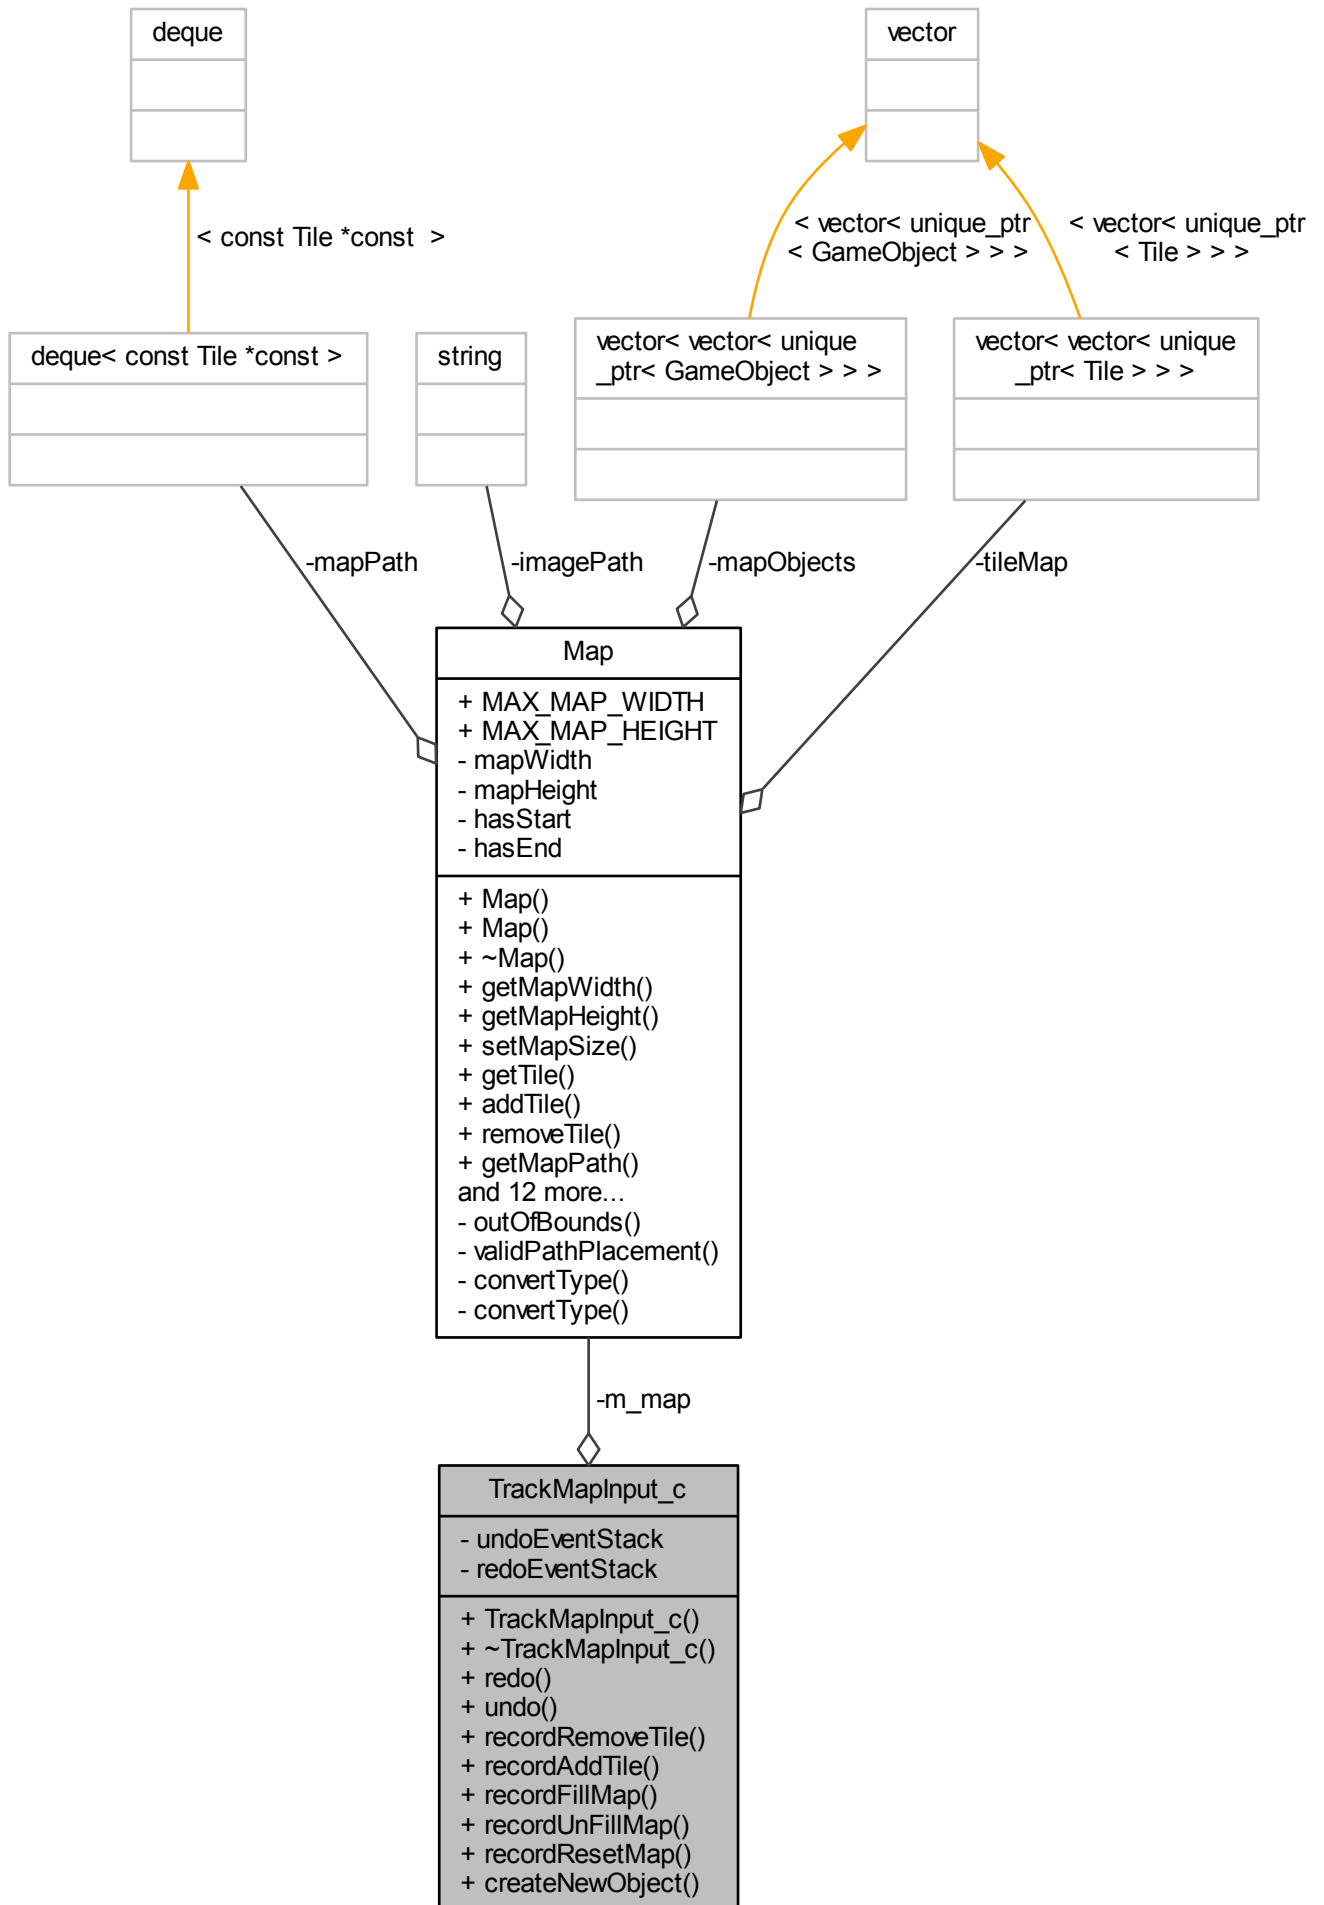 deque
vector
< const Tile *const  >
< vector< unique_ptr
< GameObject > > >
< vector< unique_ptr
< Tile > > >
deque< const Tile *const >
string
vector< vector< unique
_ptr< GameObject > > >
vector< vector< unique
_ptr< Tile > > >
-mapPath
-imagePath
-mapObjects
-tileMap
Map
+ MAX_MAP_WIDTH
+ MAX_MAP_HEIGHT
- mapWidth
- mapHeight
- hasStart
- hasEnd
+ Map()
+ Map()
+ ~Map()
+ getMapWidth()
+ getMapHeight()
+ setMapSize()
+ getTile()
+ addTile()
+ removeTile()
+ getMapPath()
and 12 more...
- outOfBounds()
- validPathPlacement()
- convertType()
- convertType()
-m_map
TrackMapInput_c
- undoEventStack
- redoEventStack
+ TrackMapInput_c()
+ ~TrackMapInput_c()
+ redo()
+ undo()
+ recordRemoveTile()
+ recordAddTile()
+ recordFillMap()
+ recordUnFillMap()
+ recordResetMap()
+ createNewObject()